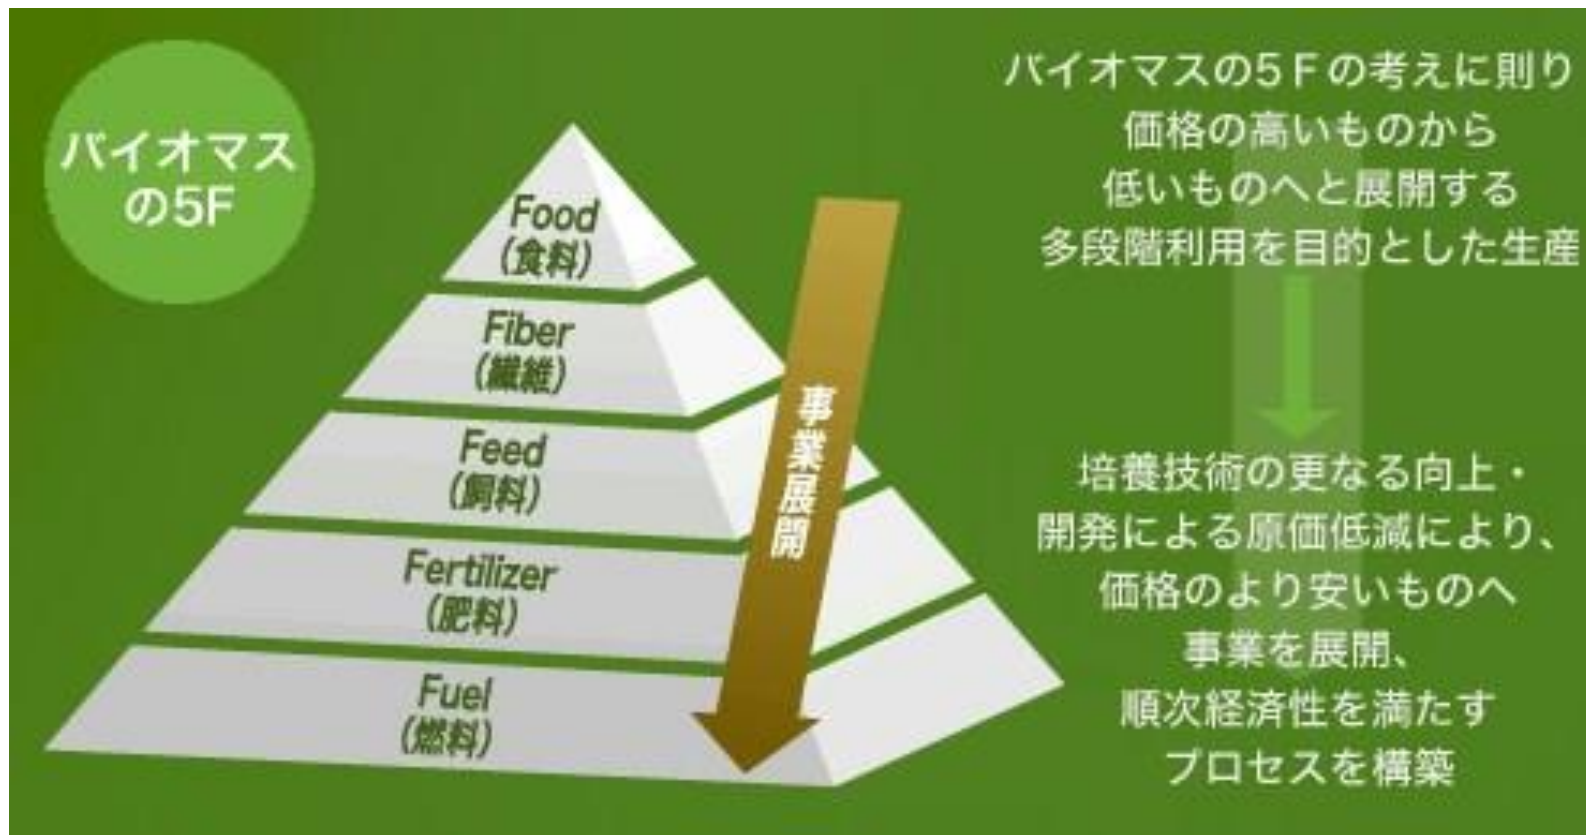 バイオマス
の5F
Food
(食料)
Fiber
(繊維)
Feed
(飼料)
Fertilizer
(肥料)
Fuel
(燃料)
事業展開
バイオマスの5Fの考えに則り
価格の高いものから
低いものへと展開する
多段階利用を目的とした生産
培養技術の更なる向上・
開発による原価低減により、
価格のより安いものへ
事業を展開、
順次経済性を満たす
プロセスを構築